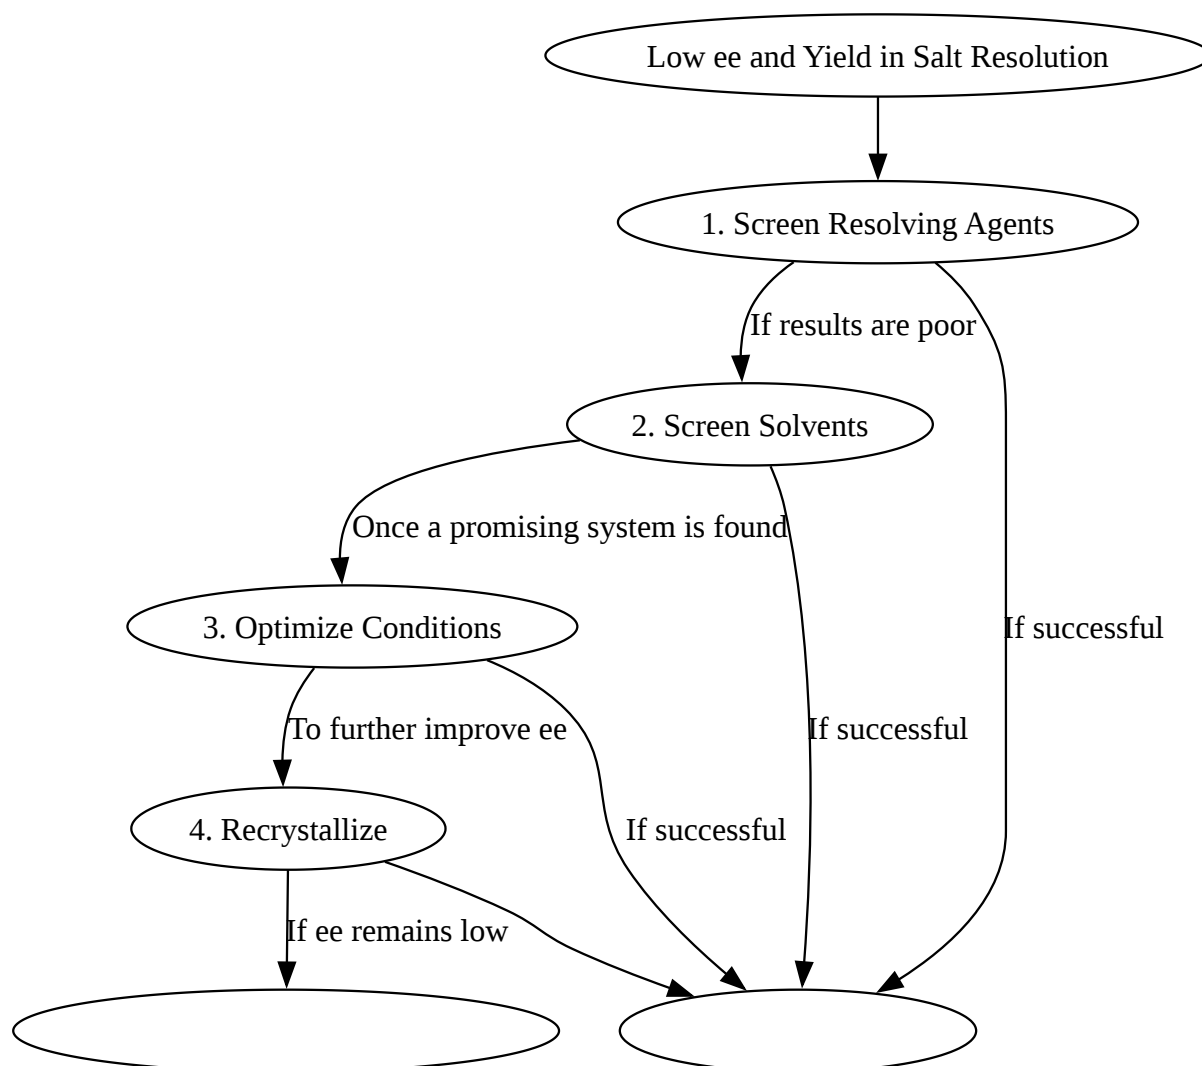 Low ee and Yield in Salt Resolution
1. Screen Resolving Agents
If results are poor
2. Screen Solvents
Once a promising system is found
3. Optimize Conditions
If successful
To further improve ee
If successful
4. Recrystallize
If successful
If ee remains low